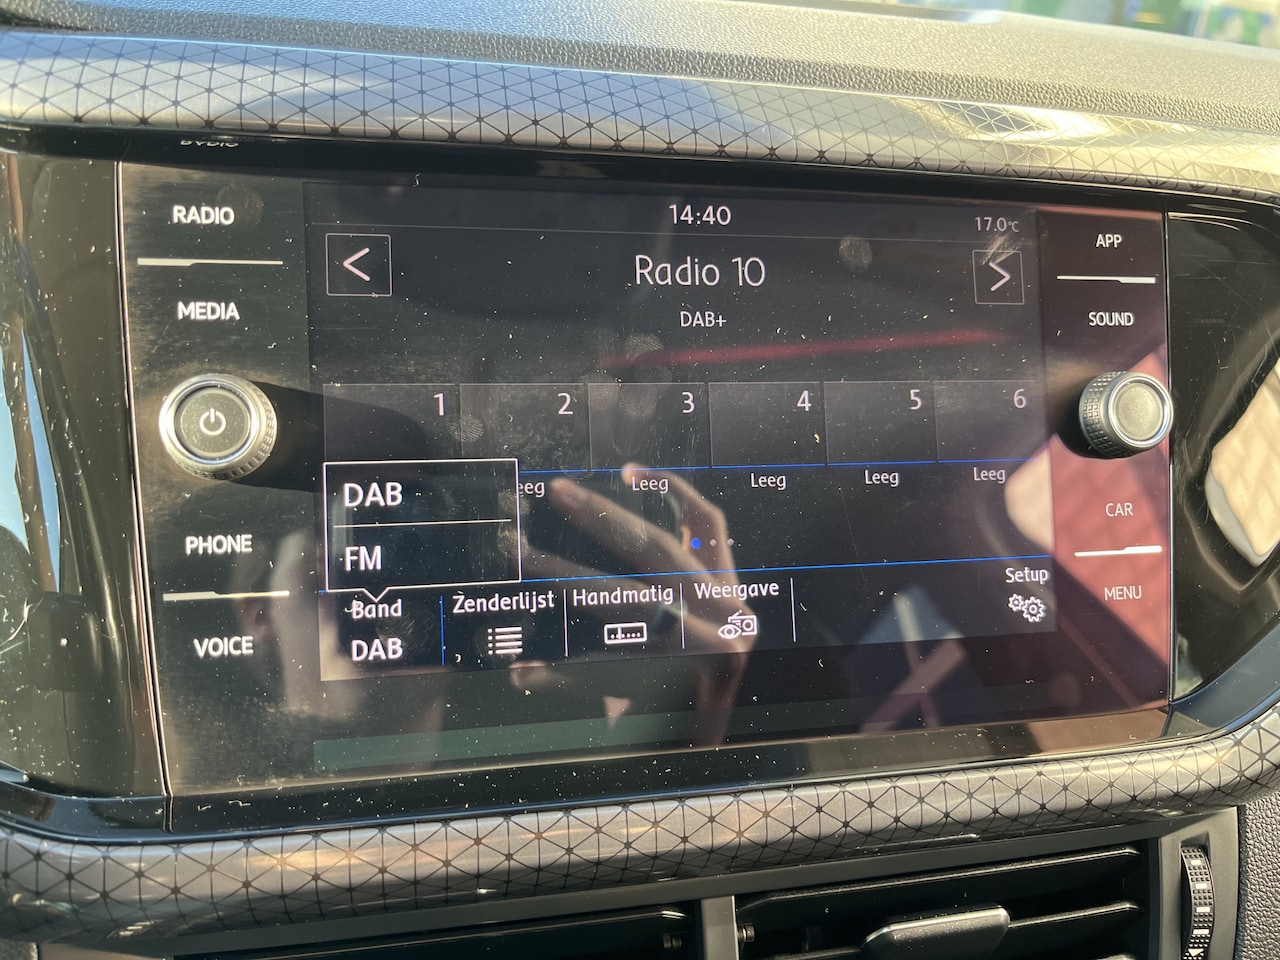 RADIO
MEDIA
PHONE
VOICE
14:40
17.0°C
<
Radio 10
>
DAB+
1 2 3 4 5 6
Leeg Leeg Leeg Leeg
DAB
FM
Band
DAB
Zenderlijst
Handmatig
Weergave
Setup
APP
SOUND
CAR
MENU